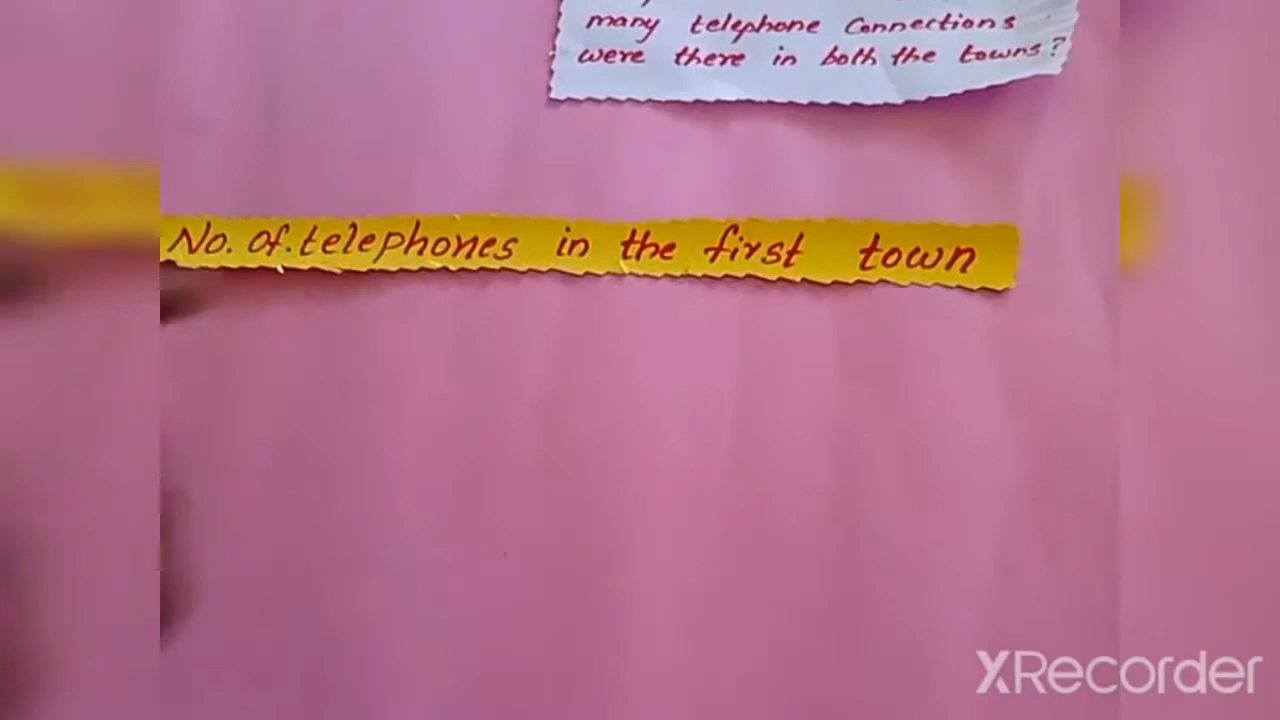 many telephone Connections
were there in both the towns?
No. of. telephones in the first town
XRecorder